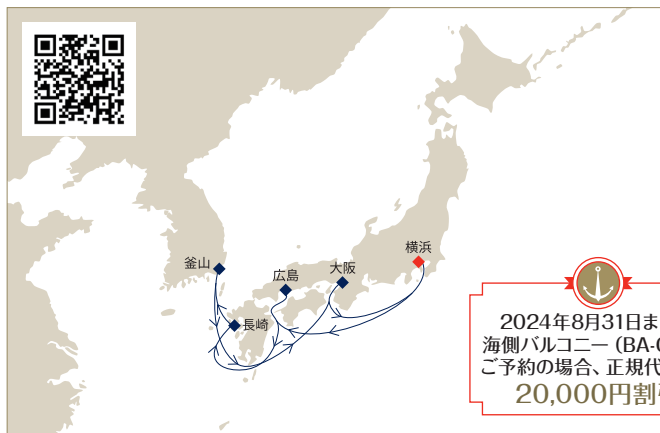 釜山
広島
大阪
横浜
長崎
2024年8月31日ま
海側バルコニー (BA-
ご予約の場合、正規代
20,000円割